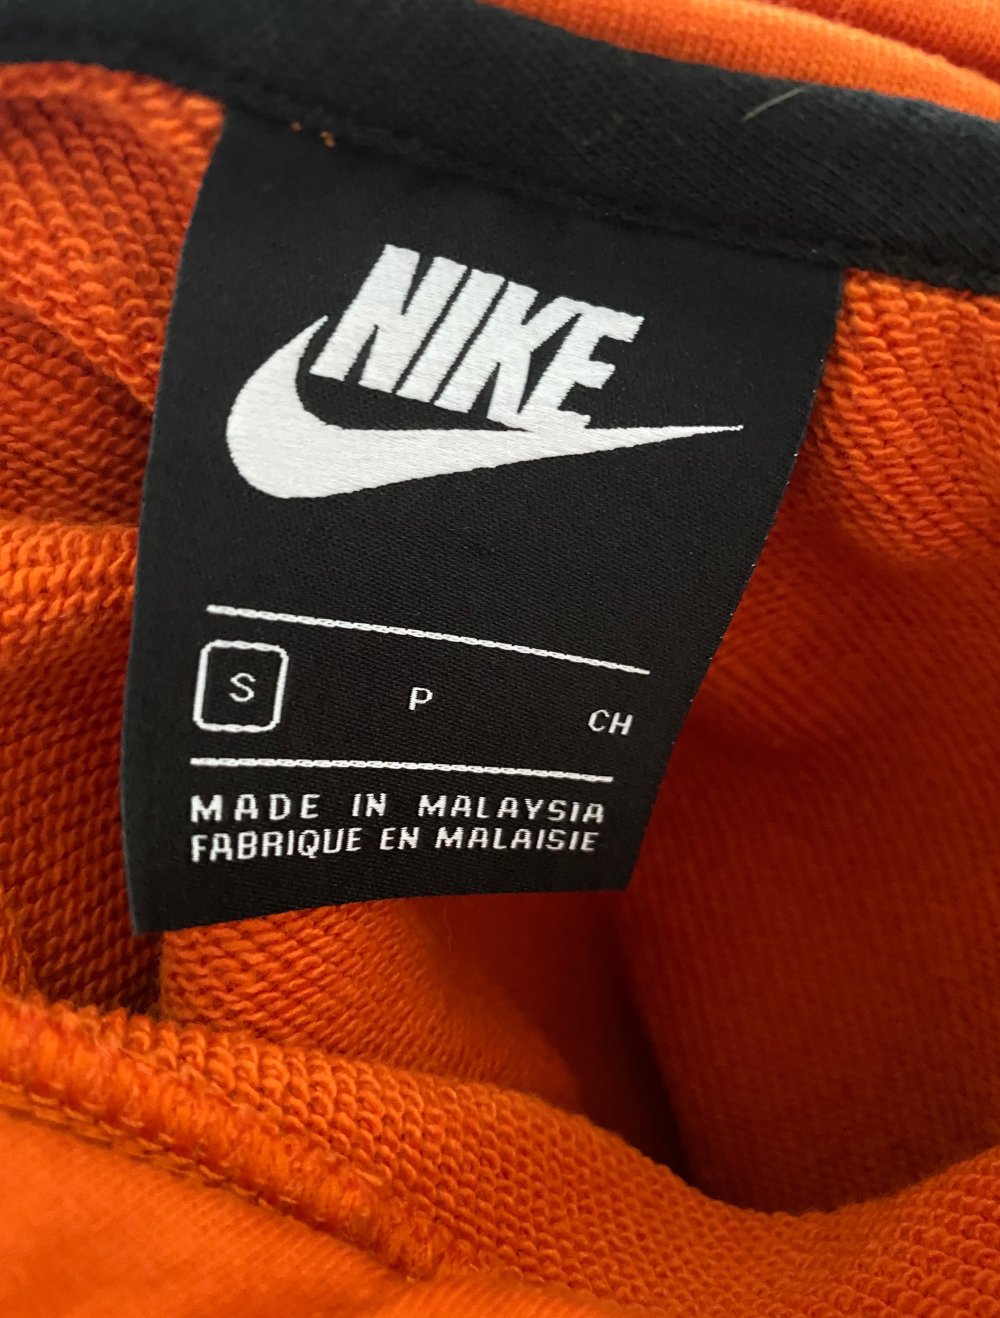 NIKE
S P CH
MADE IN MALAYSIA
FABRIQUE EN MALAISIE